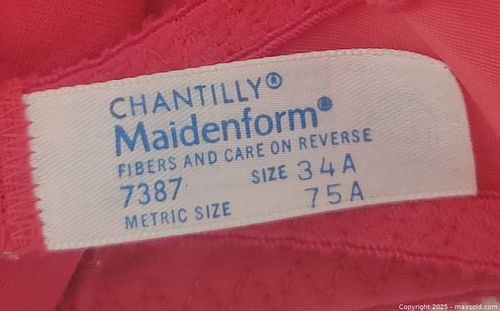 CHANTILLY®
Maidenform®
FIBERS AND CARE ON REVERSE
7387 SIZE 34A
METRIC SIZE 75A
Copyright 2025 - maxsold.com